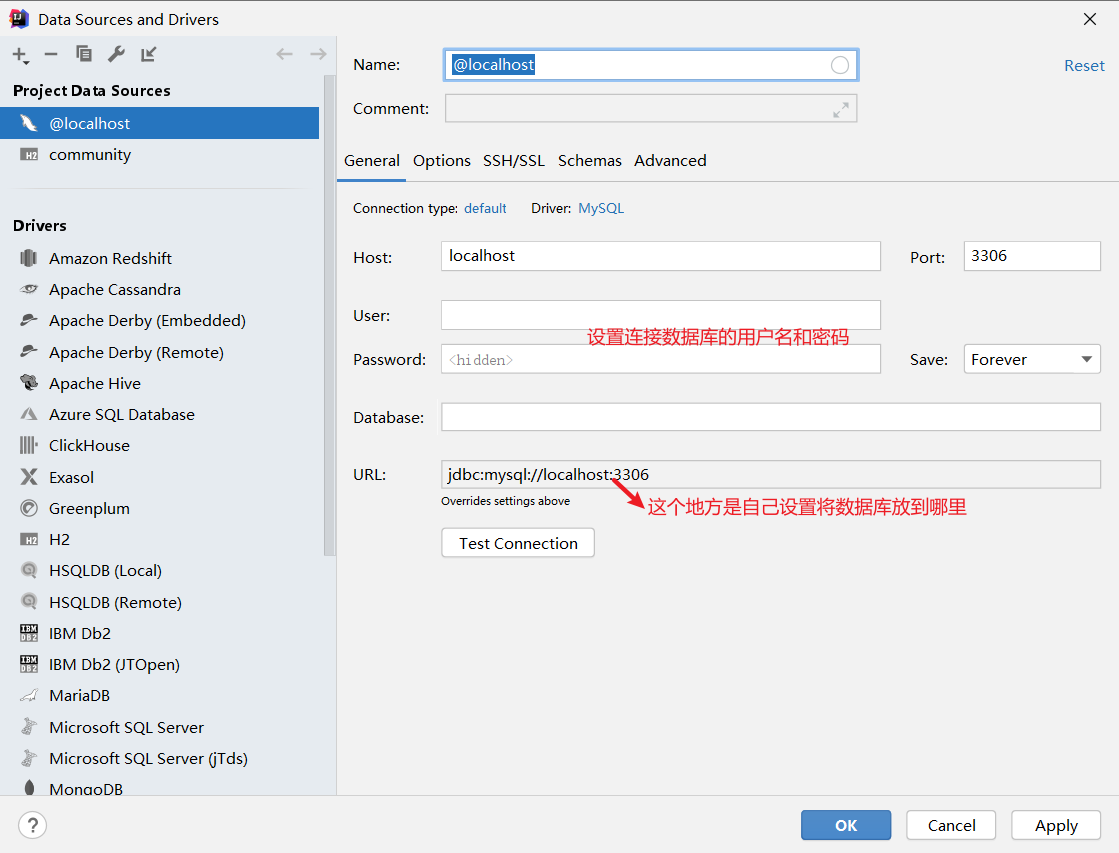 Data Sources and Drivers
Project Data Sources
@localhost
H2 community
Drivers
Amazon Redshift
Apache Cassandra
Apache Derby (Embedded)
Apache Derby (Remote)
Apache Hive
Azure SQL Database
ClickHouse
Exasol
Greenplum
H2 H2
HSQLDB (Local)
HSQLDB (Remote)
IBM DB2 IBM Db2
IBM DB2 IBM Db2 (JTOpen)
MariaDB
Microsoft SQL Server
Microsoft SQL Server (jTds)
MongoDB
?
Name: @localhost Reset
Comment:
General Options SSH/SSL Schemas Advanced
Connection type: default Driver: MySQL
Host: localhost Port: 3306
User:
设置连接数据库的用户名和密码
Password: <hidden> Save: Forever
Database:
URL: jdbc:mysql://localhost:3306
Overrides settings above
这个地方是自己设置将数据库放到哪里
Test Connection
OK Cancel Apply